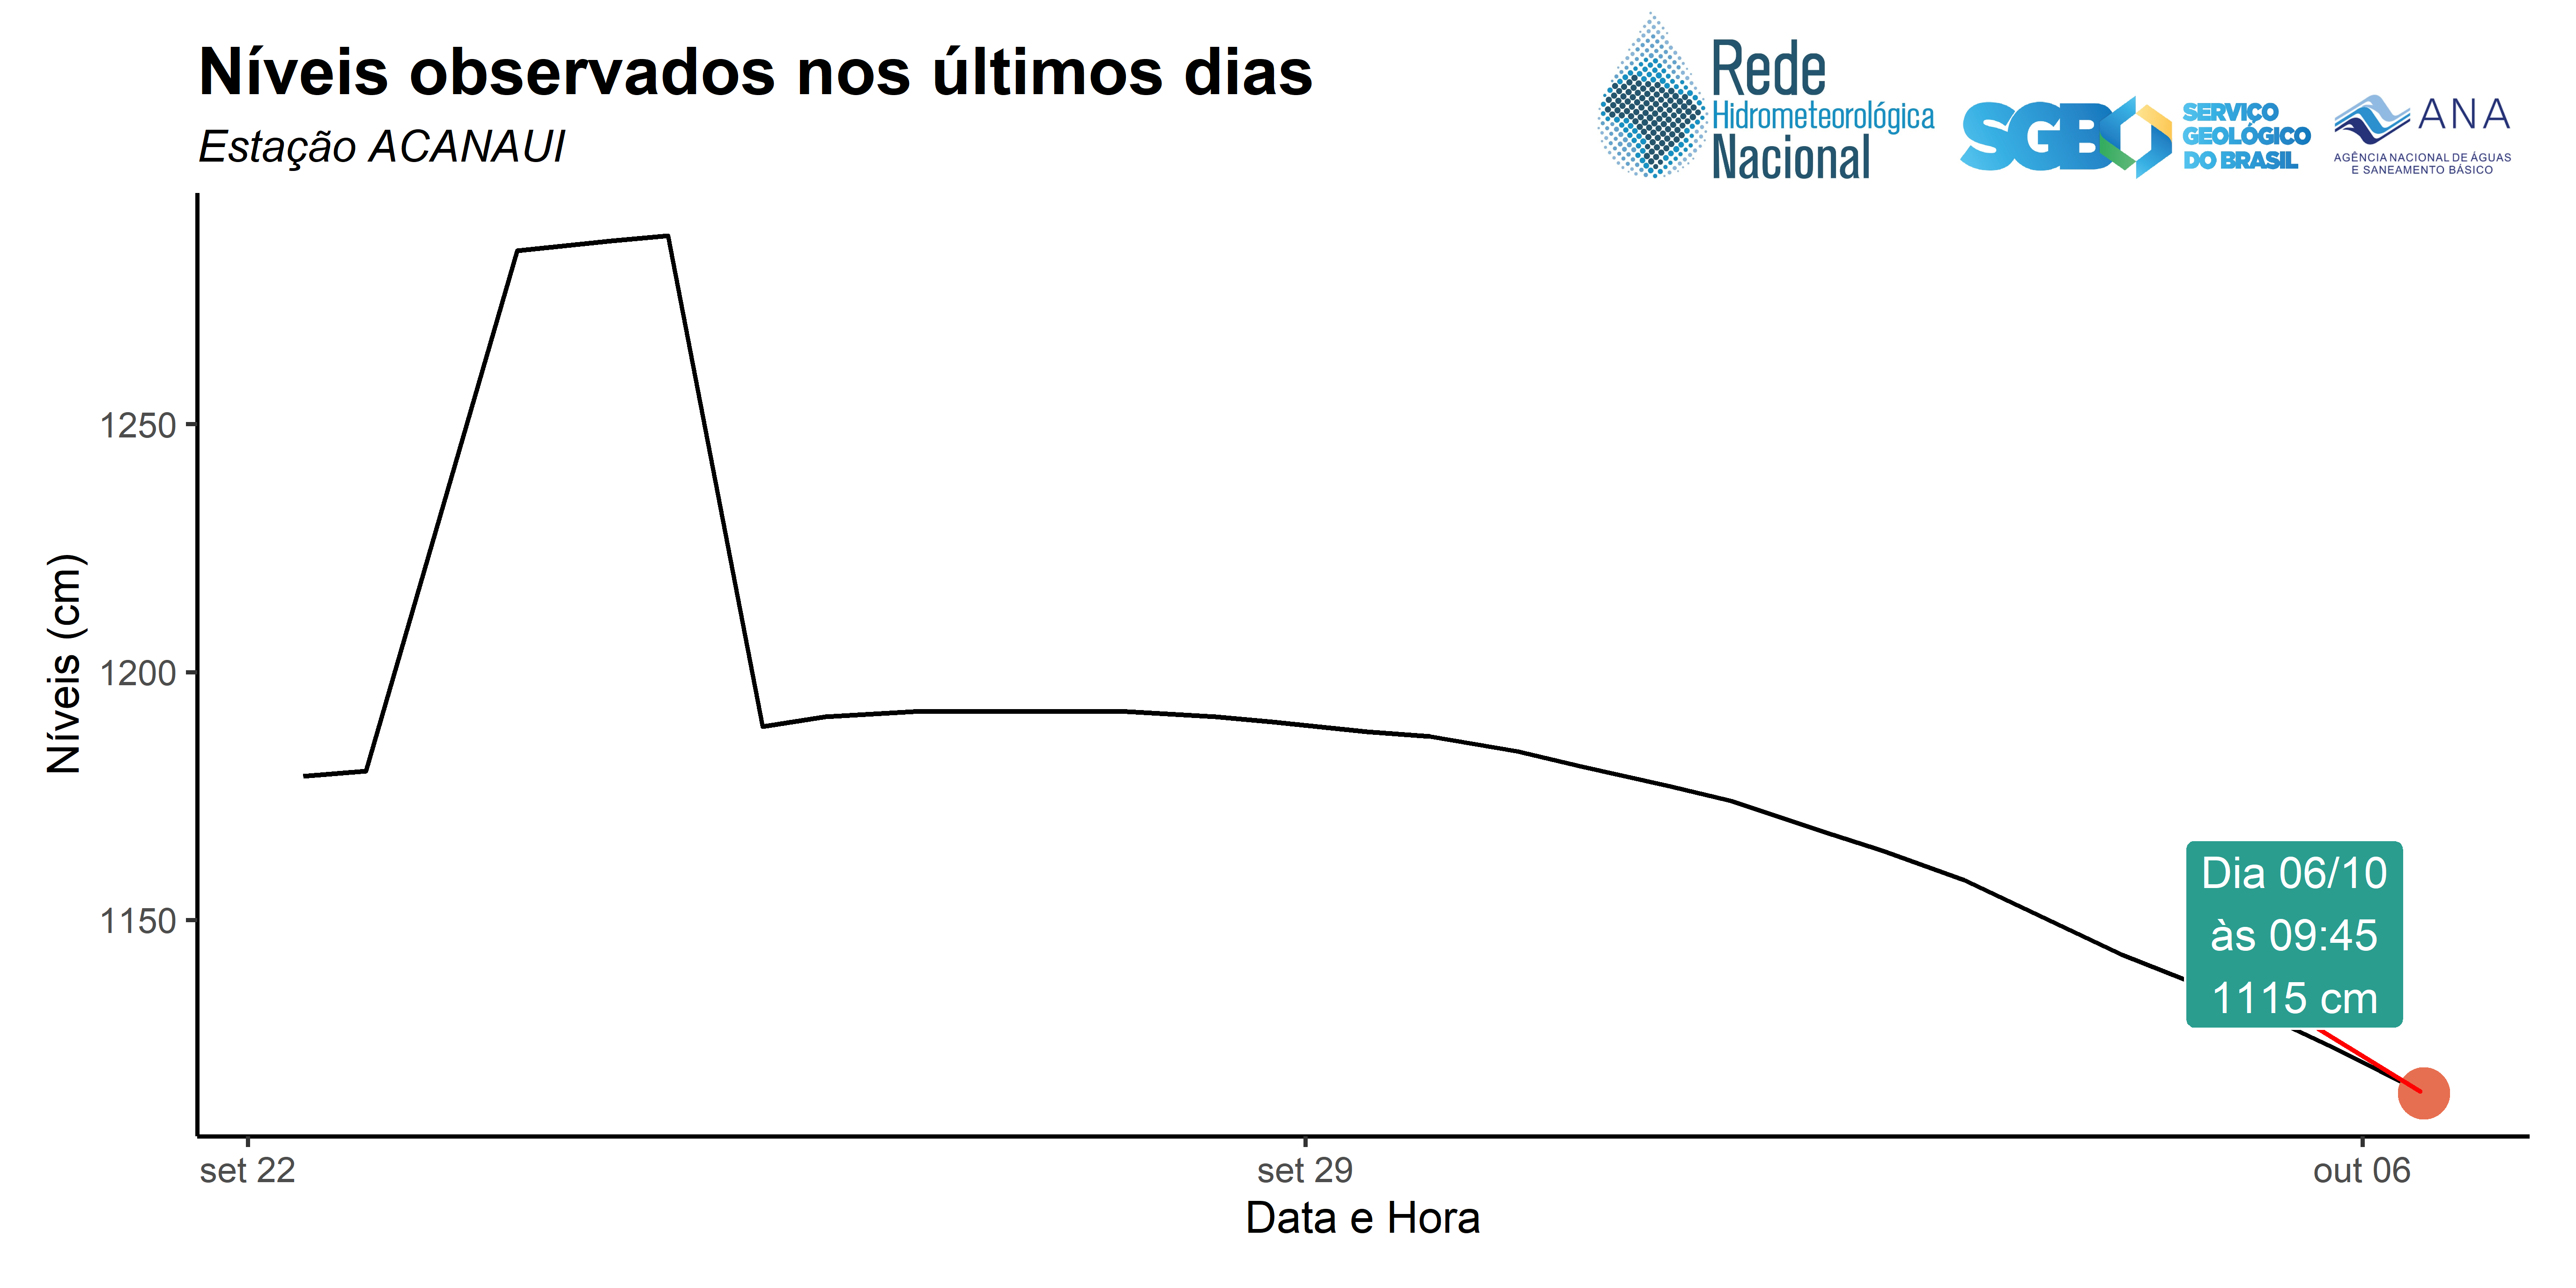 Níveis observados nos últimos dias
Estação ACANAUI
Rede
Hidrometeorológica
Nacional
SGB
SERVIÇO
GEOLÓGICO
DO BRASIL
ANA
AGÊNCIA NACIONAL DE ÁGUAS
E SANEAMENTO BÁSICO
Níveis (cm)
1250
1200
1150
Dia 06/10
às 09:45
1115 cm
set 22
set 29
out 06
Data e Hora